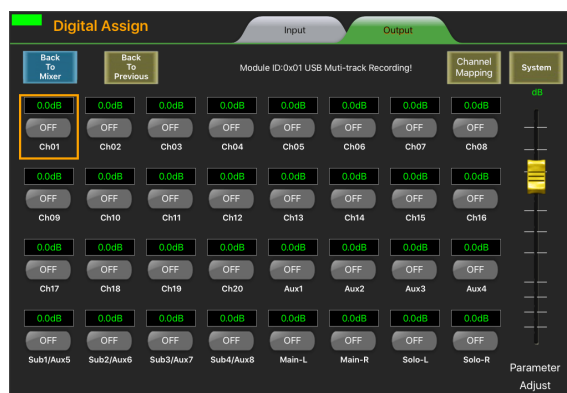 Digital Assign
Input
Output
Back
To
Mixer
Back
To
Previous
Module ID:0x01 USB Muti-track Recording!
Channel
Mapping
System
dB
0.0dB 0.0dB 0.0dB 0.0dB 0.0dB 0.0dB 0.0dB 0.0dB
OFF OFF OFF OFF OFF OFF OFF OFF
Ch01 Ch02 Ch03 Ch04 Ch05 Ch06 Ch07 Ch08
0.0dB 0.0dB 0.0dB 0.0dB 0.0dB 0.0dB 0.0dB 0.0dB
OFF OFF OFF OFF OFF OFF OFF OFF
Ch09 Ch10 Ch11 Ch12 Ch13 Ch14 Ch15 Ch16
0.0dB 0.0dB 0.0dB 0.0dB 0.0dB 0.0dB 0.0dB 0.0dB
OFF OFF OFF OFF OFF OFF OFF OFF
Ch17 Ch18 Ch19 Ch20 Aux1 Aux2 Aux3 Aux4
0.0dB 0.0dB 0.0dB 0.0dB 0.0dB 0.0dB 0.0dB 0.0dB
OFF OFF OFF OFF OFF OFF OFF OFF
Sub1/Aux5 Sub2/Aux6 Sub3/Aux7 Sub4/Aux8 Main-L Main-R Solo-L Solo-R
Parameter
Adjust